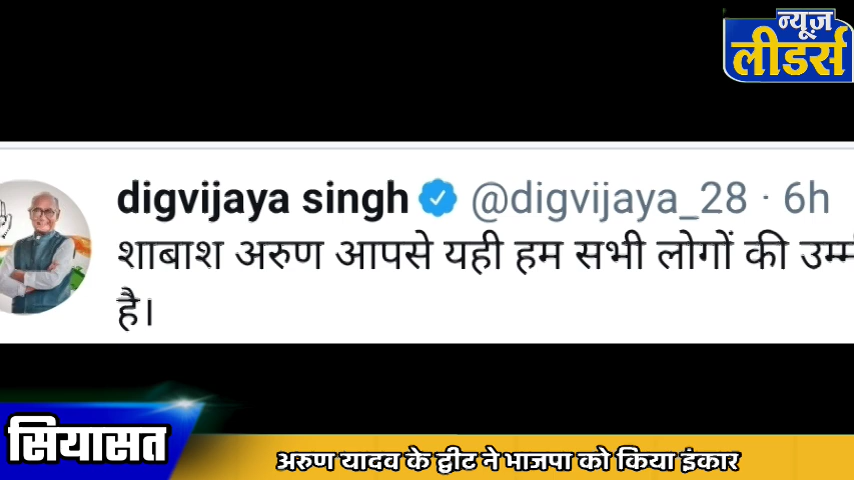 न्यूज़
लीडर्स
digvijaya singh @digvijaya_28 · 6h
शाबाश अरुण आपसे यही हम सभी लोगों की
है।
सियासत
अरुण यादव के ट्वीट ने भाजपा को किया इंकार